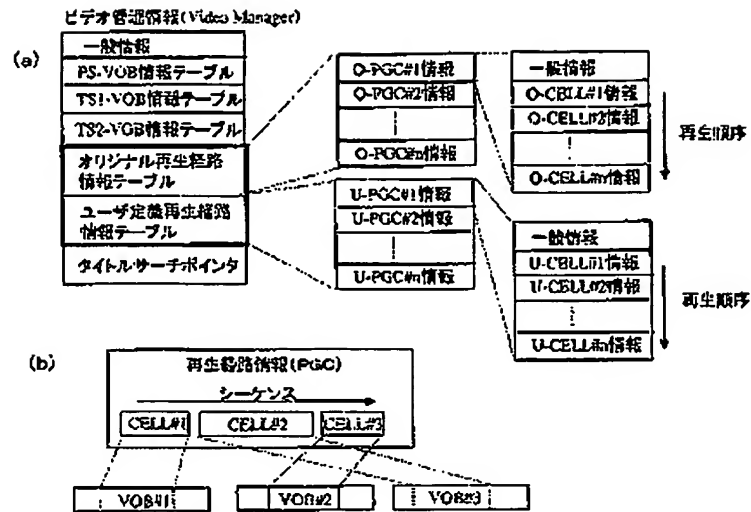 ビデオ管理情報(Video Manager)
(a)
一般情報
PS-VOB情報テーブル
TS1-VOB情報テーブル
TS2-VOB情報テーブル
オリジナル再生経路
情報テーブル
ユーザ定義再生経路
情報テーブル
タイトルサーチポインタ
O-PGC#1情報
O-PGC#2情報
O-PGC#n情報
U-PGC#1情報
U-PGC#2情報
U-PGC#n情報
一般情報
O-CELL#1情報
O-CELL#2情報
O-CELL#m情報
再生順序
一般情報
U-CELL#1情報
U-CELL#2情報
U-CELL#m情報
再生順序
(b)
再生経路情報(PGC)
シーケンス
CELL#1
CELL#2
CELL#3
VOB#1
VOB#2
VOB#3